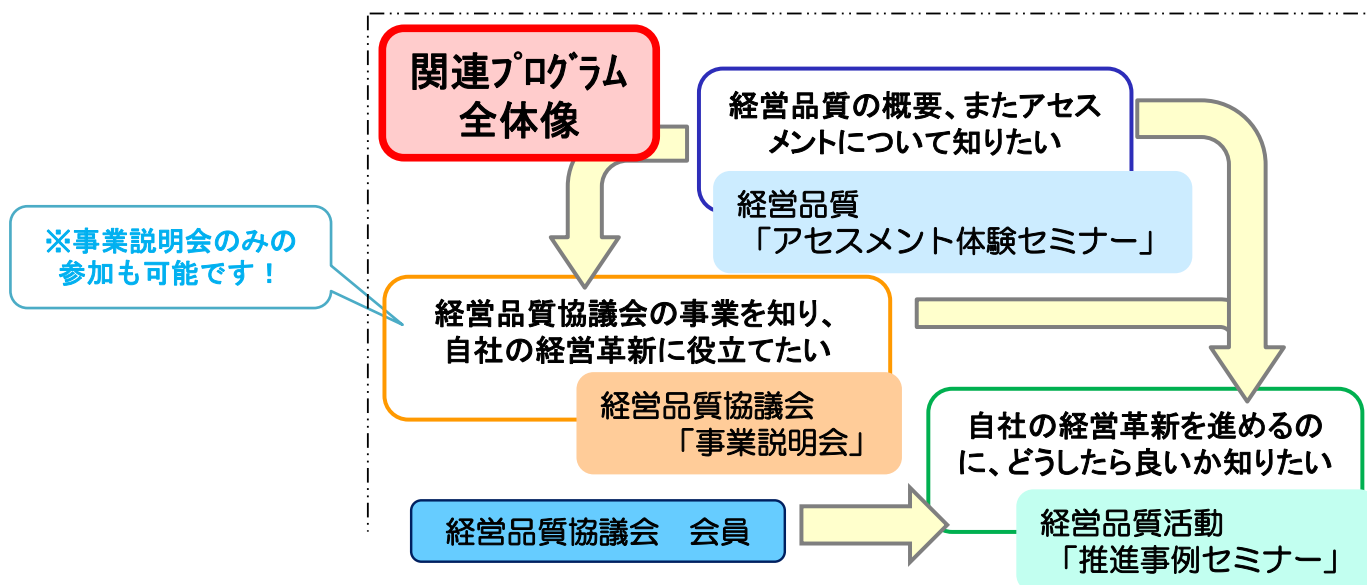 関連プログラム
全体像
経営品質の概要、またアセス
メントについて知りたい
経営品質
「アセスメント体験セミナー」
※事業説明会のみの
参加も可能です！
経営品質協議会の事業を知り、
自社の経営革新に役立てたい
経営品質協議会
「事業説明会」
自社の経営革新を進めるの
に、どうしたら良いか知りたい
経営品質協議会　会員
経営品質活動
「推進事例セミナー」